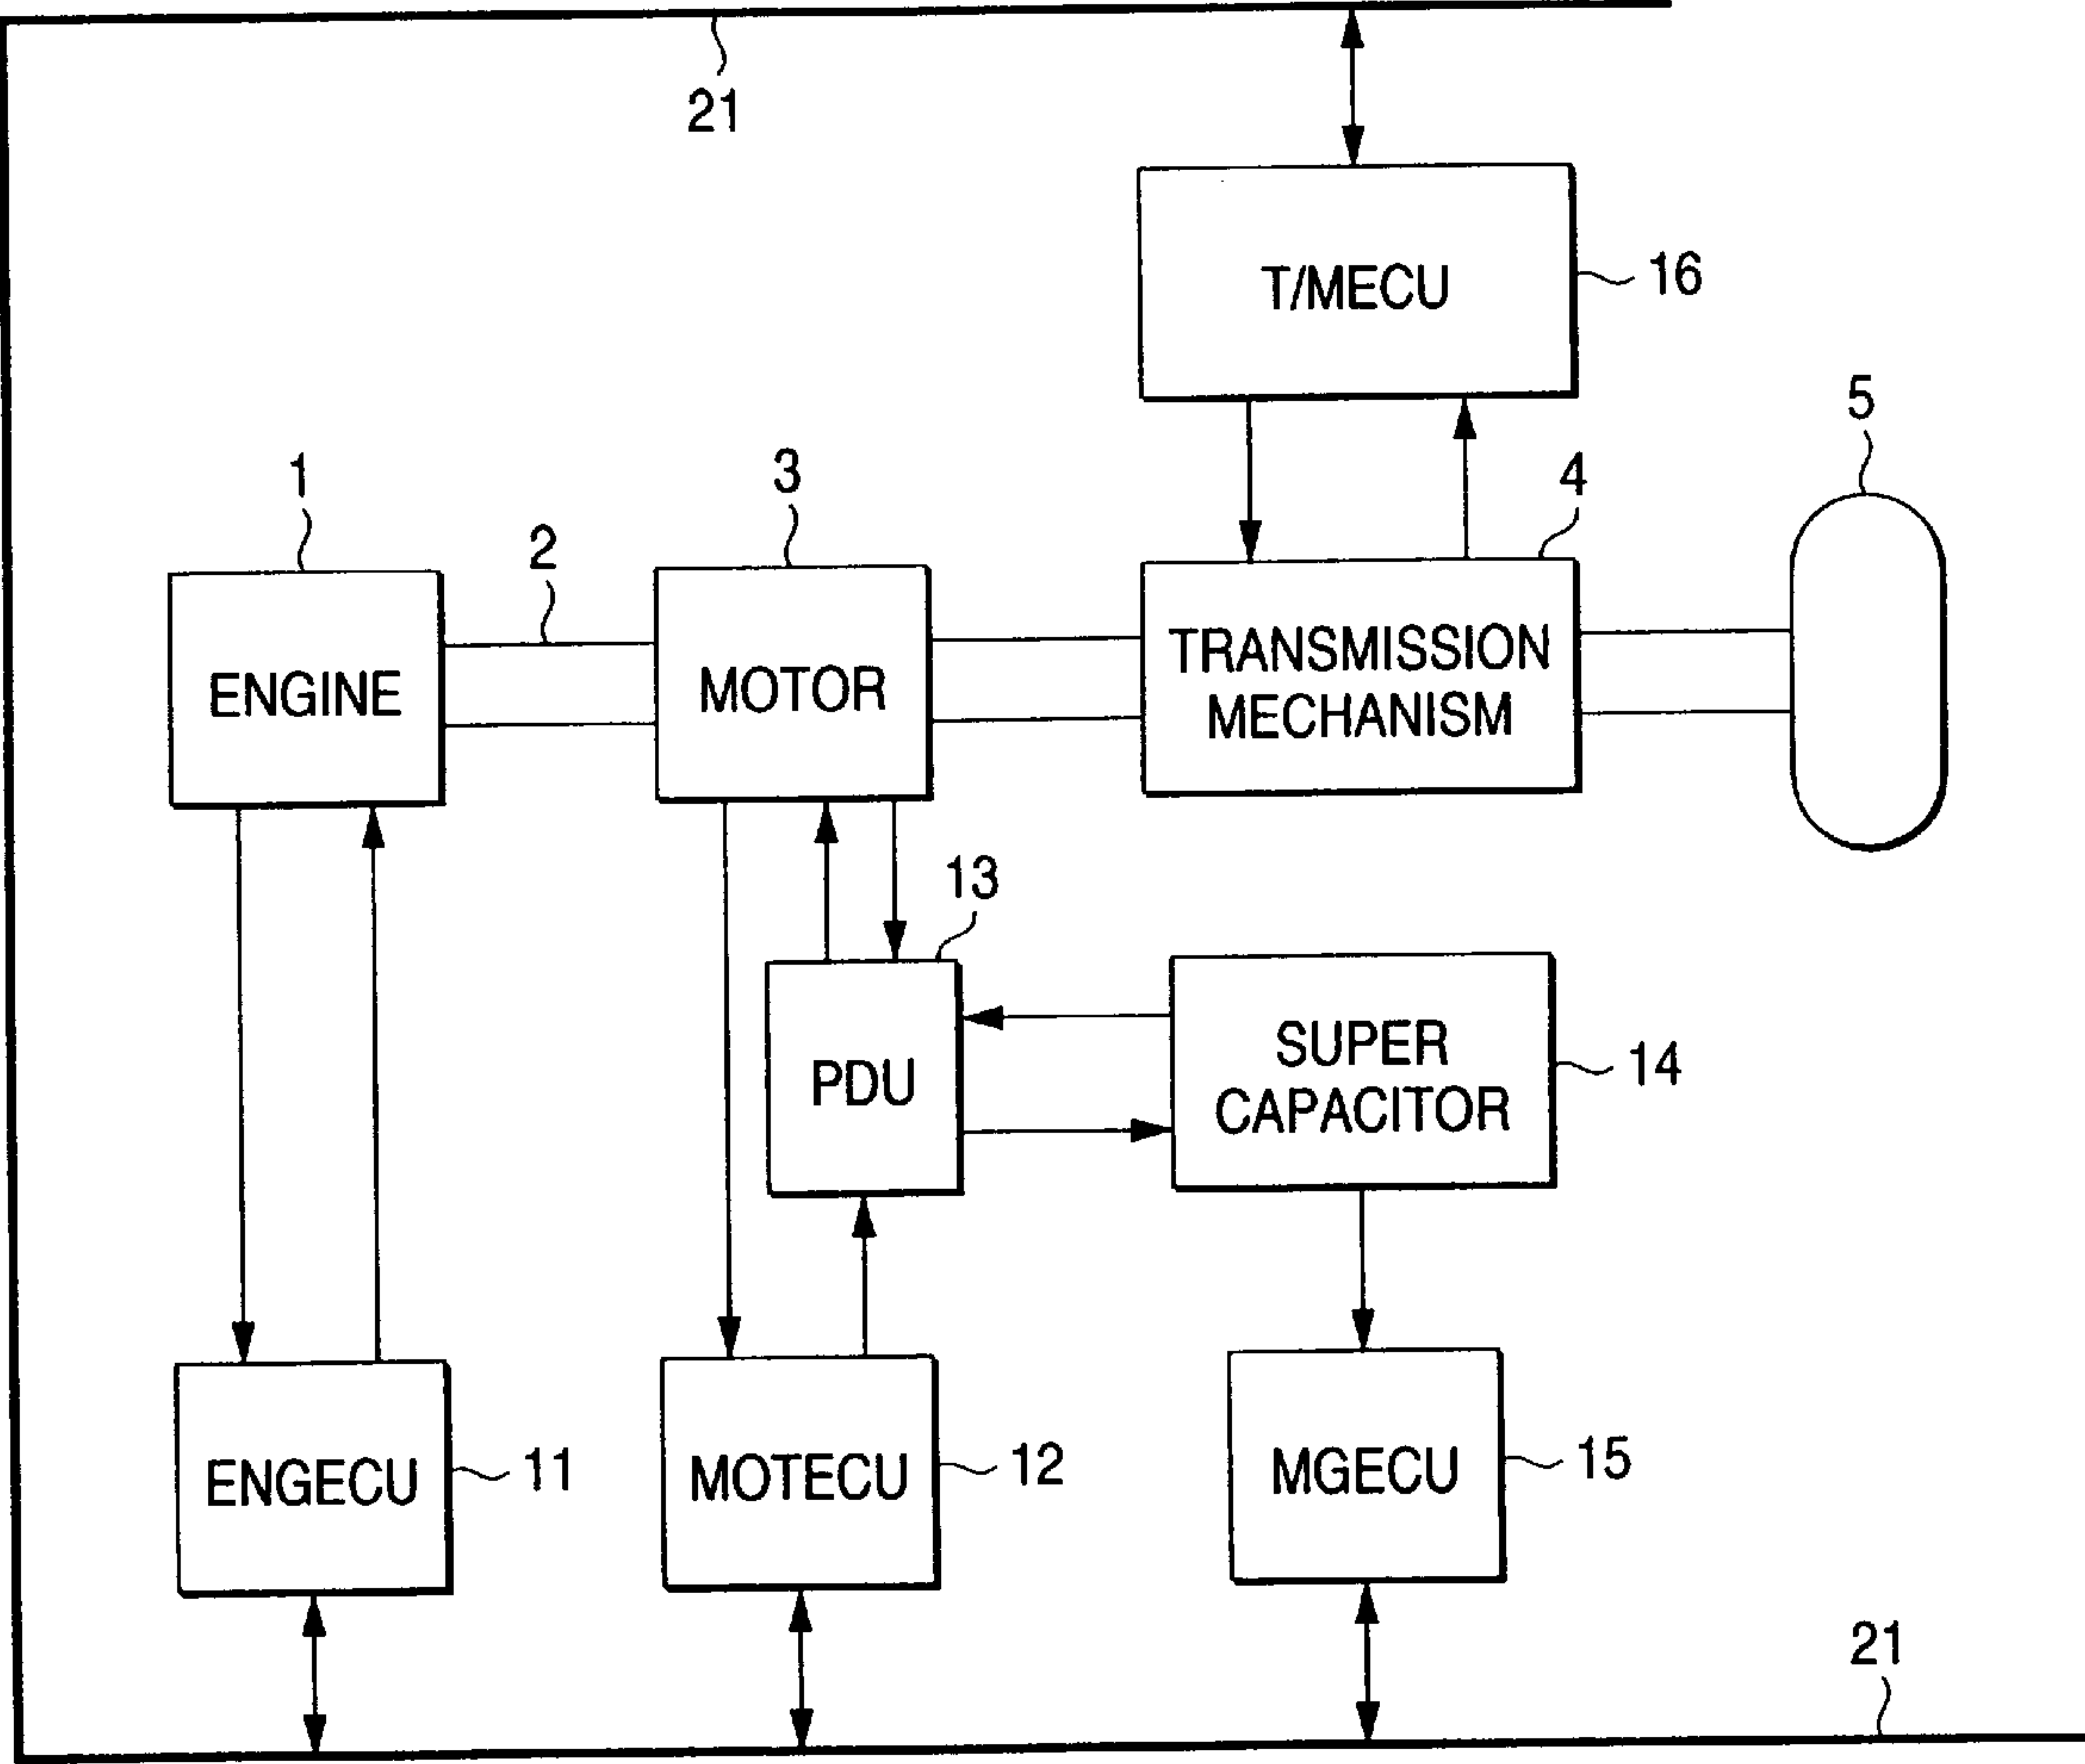 21
T/MECU
16
5
1
2
3
4
ENGINE
MOTOR
TRANSMISSION
MECHANISM
13
PDU
SUPER
CAPACITOR
14
ENGECU
11
MOTECU
12
MGECU
15
21